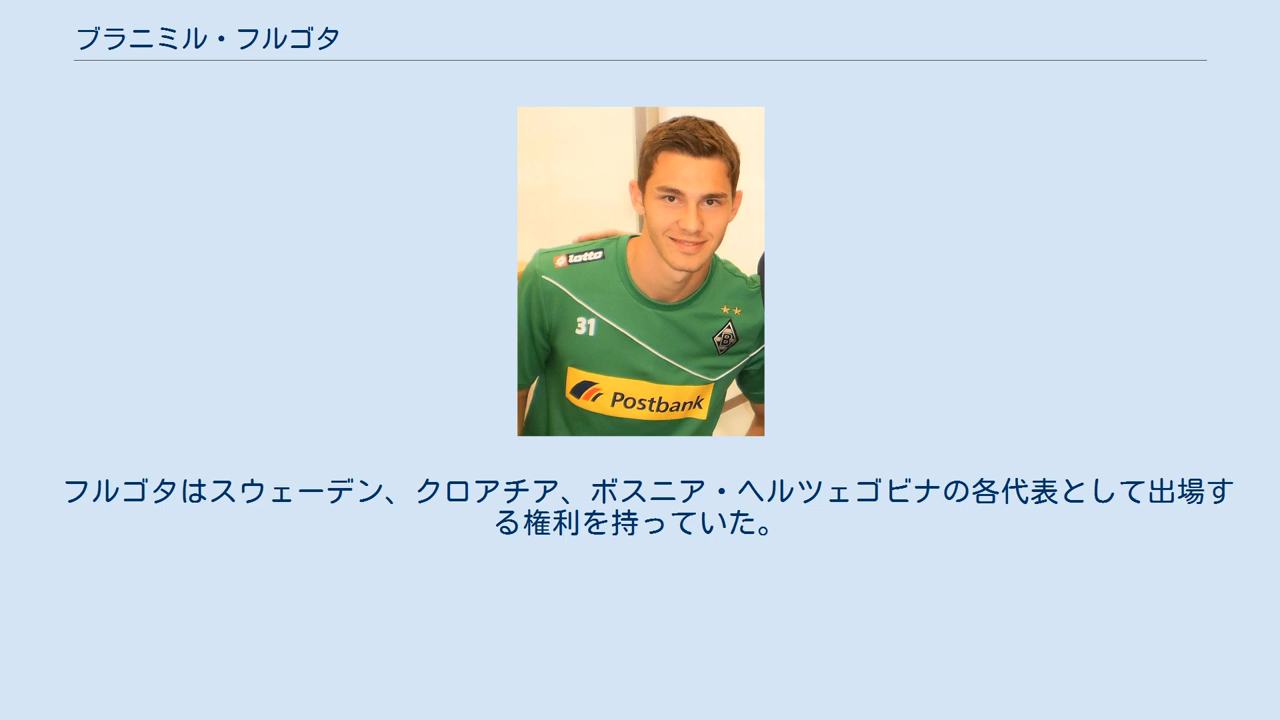 ブラニミル・フルゴタ
lotto
31
B
Postbank
フルゴタはスウェーデン、クロアチア、ボスニア・ヘルツェゴビナの各代表として出場す
る権利を持っていた。